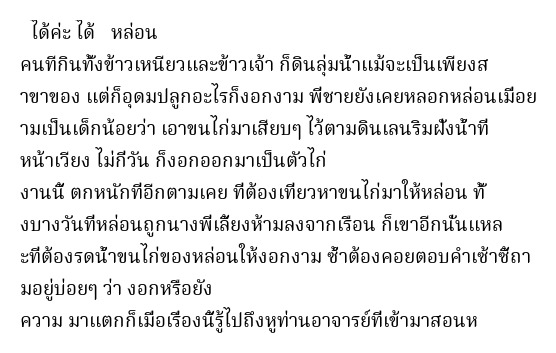 ได้ค่ะ ได้   หล่อน
คนที่กินทั้งข้าวเหนียวและข้าวเจ้า ก็ดินลุ่มน้ำแม้จะเป็นเพียงส
าขาของ แต่ก็อุดมปลูกอะไรก็งอกงาม พี่ชายยังเคยหลอกหล่อนเมื่อย
ามเป็นเด็กน้อยว่า เอาขนไก่มาเสียบๆ ไว้ตามดินเลนริมฝั่งน้ำที่
หน้าเวียง ไม่กี่วัน ก็งอกออกมาเป็นตัวไก่
งานนี้ ตกหนักที่อีกตามเคย ที่ต้องเที่ยวหาขนไก่มาให้หล่อน ทั้
งบางวันที่หล่อนถูกนางพี่เลี้ยงห้ามลงจากเรือน ก็เขาอีกนั่นแหล
ะที่ต้องรดน้ำขนไก่ของหล่อนให้งอกงาม ซ้ำต้องคอยตอบคำเซ้าซี้ถา
มอยู่บ่อยๆ ว่า งอกหรือยัง
ความ มาแตกก็เมื่อเรื่องนี้รู้ไปถึงหูท่านอาจารย์ที่เข้ามาสอนห